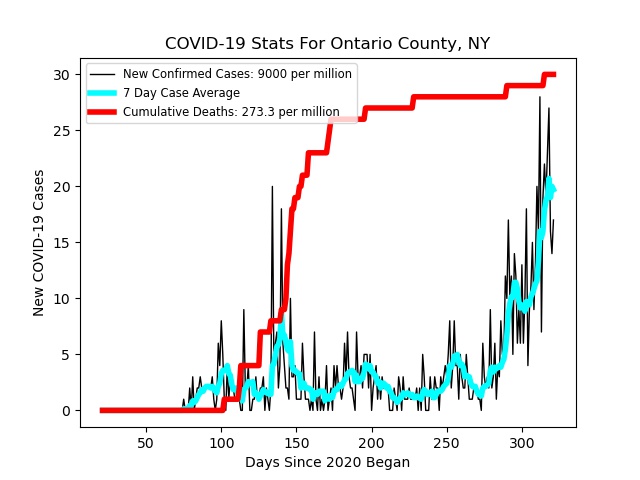 COVID-19 Stats For Ontario County, NY
New Confirmed Cases: 9000 per million
7 Day Case Average
Cumulative Deaths: 273.3 per million
New COVID-19 Cases
30
25
20
15
10
5
0
50 100 150 200 250 300
Days Since 2020 Began